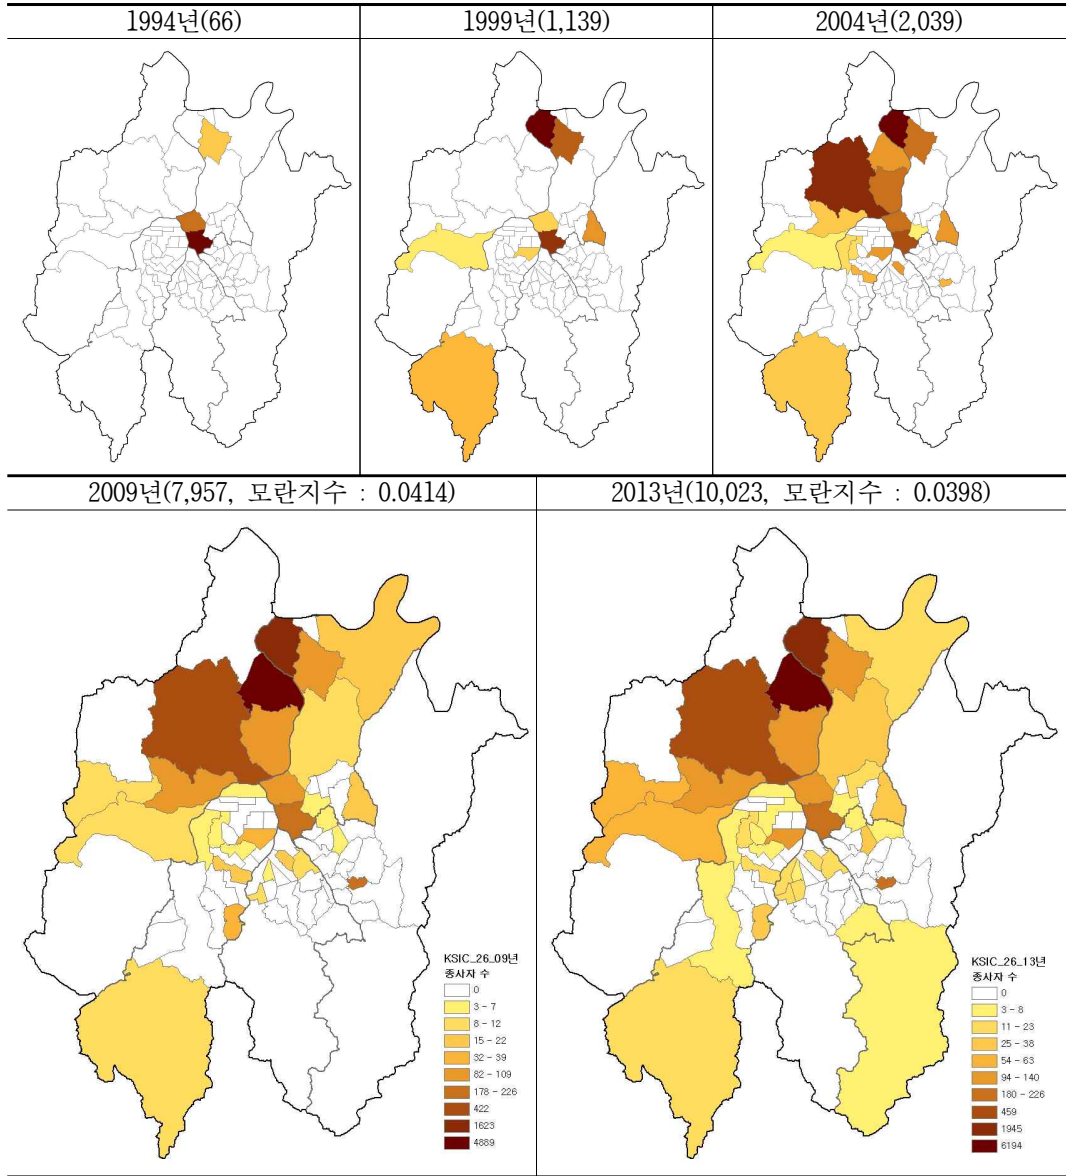 1994년(66)
1999년(1,139)
2004년(2,039)
2009년(7,957, 모란지수 : 0.0414)
2013년(10,023, 모란지수 : 0.0398)
KSIC_26_09년
종사자 수
0
3 - 7
8 - 12
15 - 22
32 - 39
82 - 109
178 - 226
422
1623
4889
KSIC_26_13년
종사자 수
0
3 - 8
11 - 23
25 - 38
54 - 63
94 - 140
180 - 226
459
1945
6194